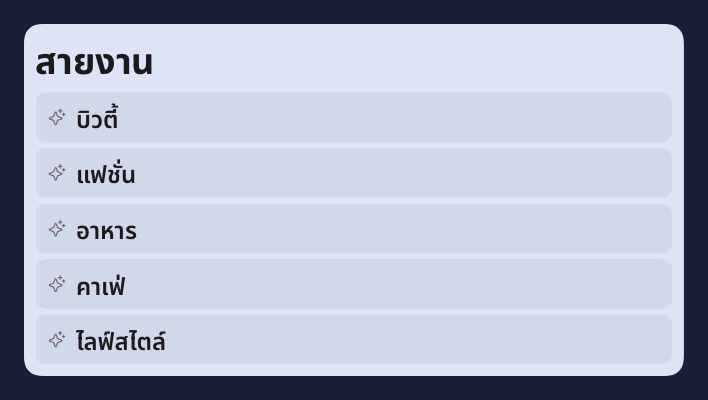 สายงาน
บิวตี้
แฟชั่น
อาหาร
คาเฟ่
ไลฟ์สไตล์